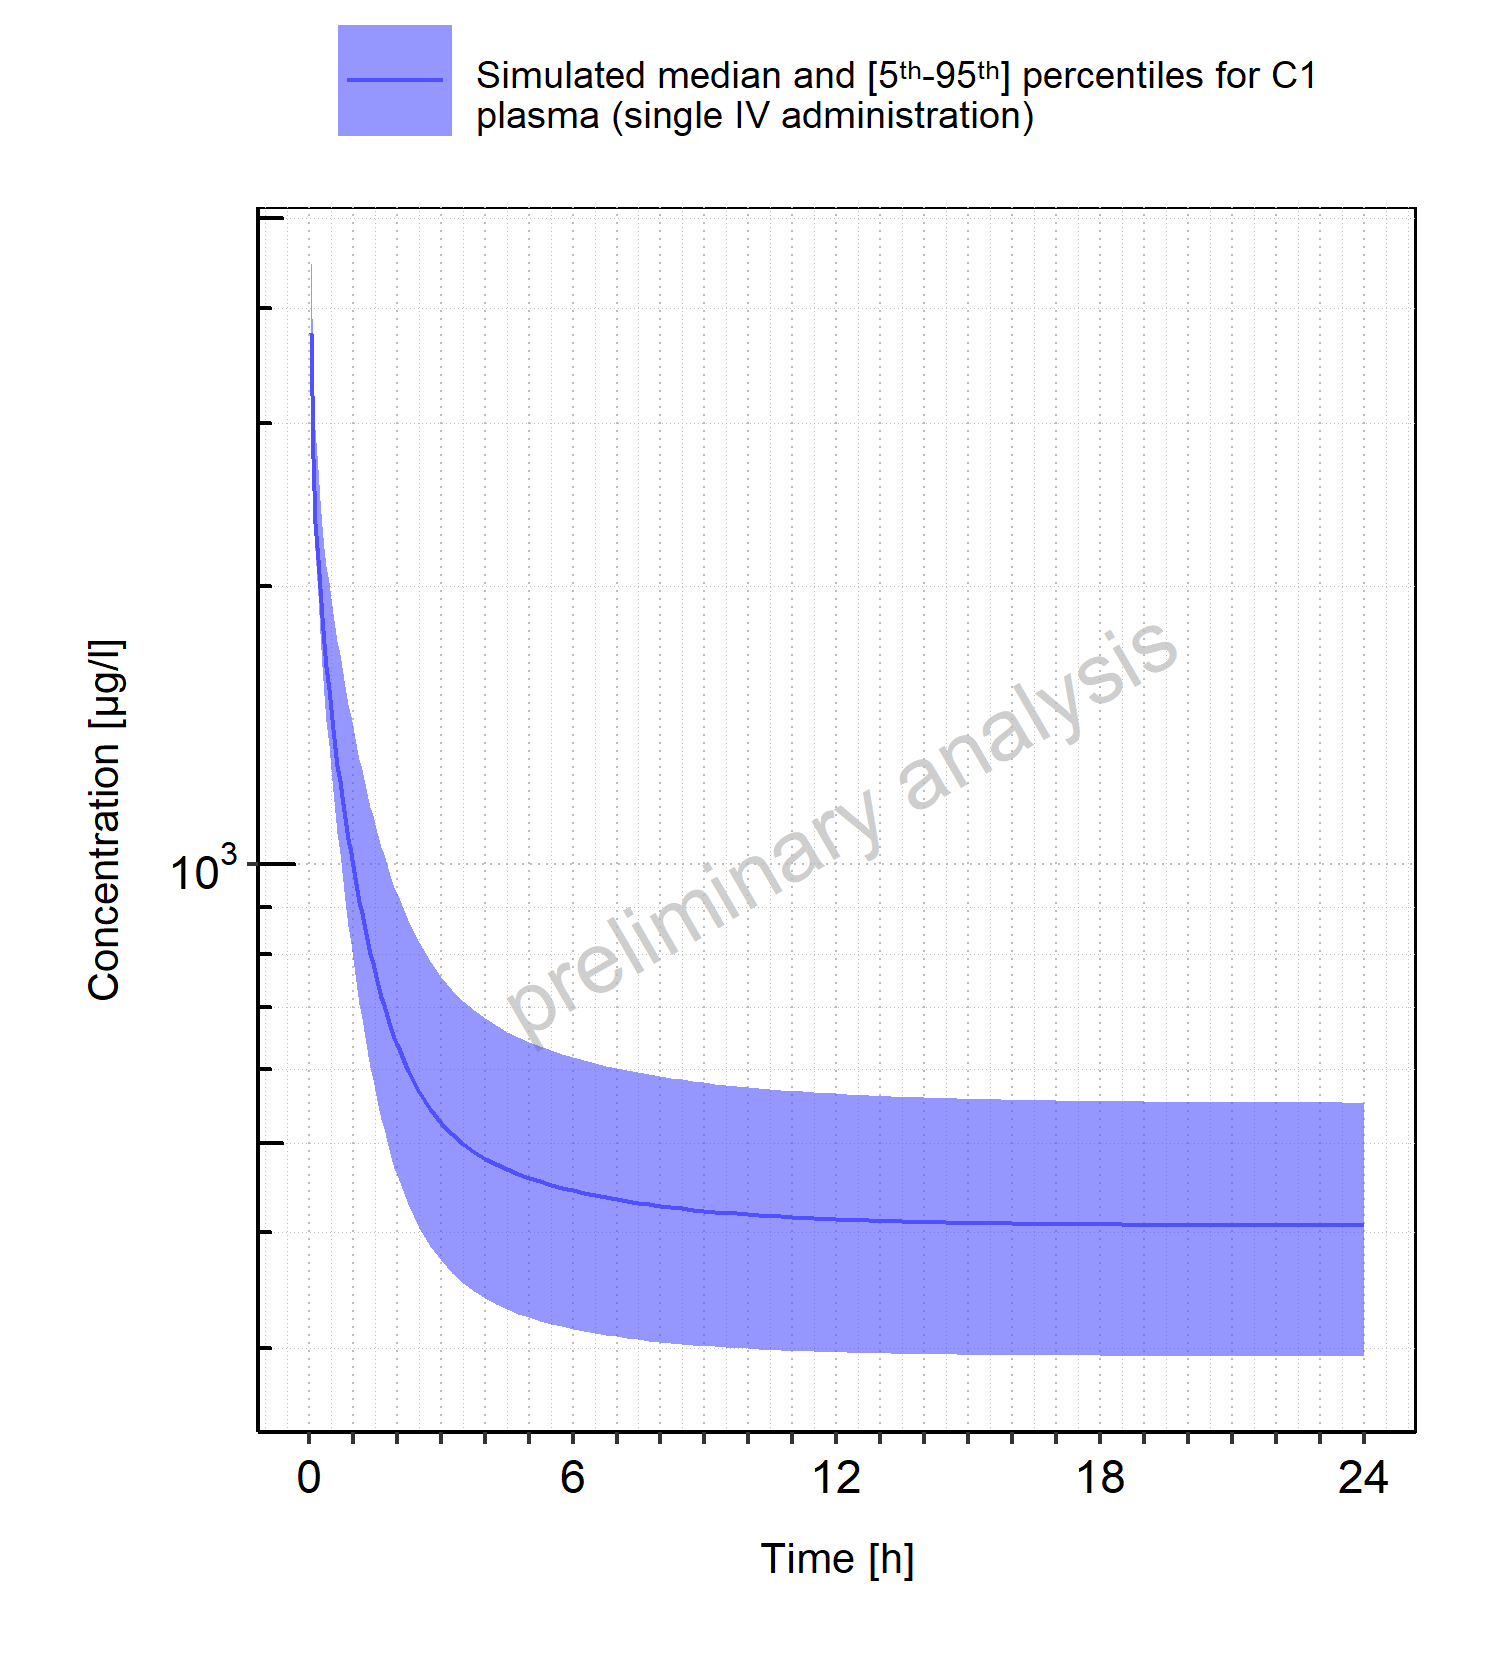 Simulated median and [5th-95th] percentiles for C1
plasma (single IV administration)
Concentration [µg/l]
10³
preliminary analysis
0 6 12 18 24
Time [h]